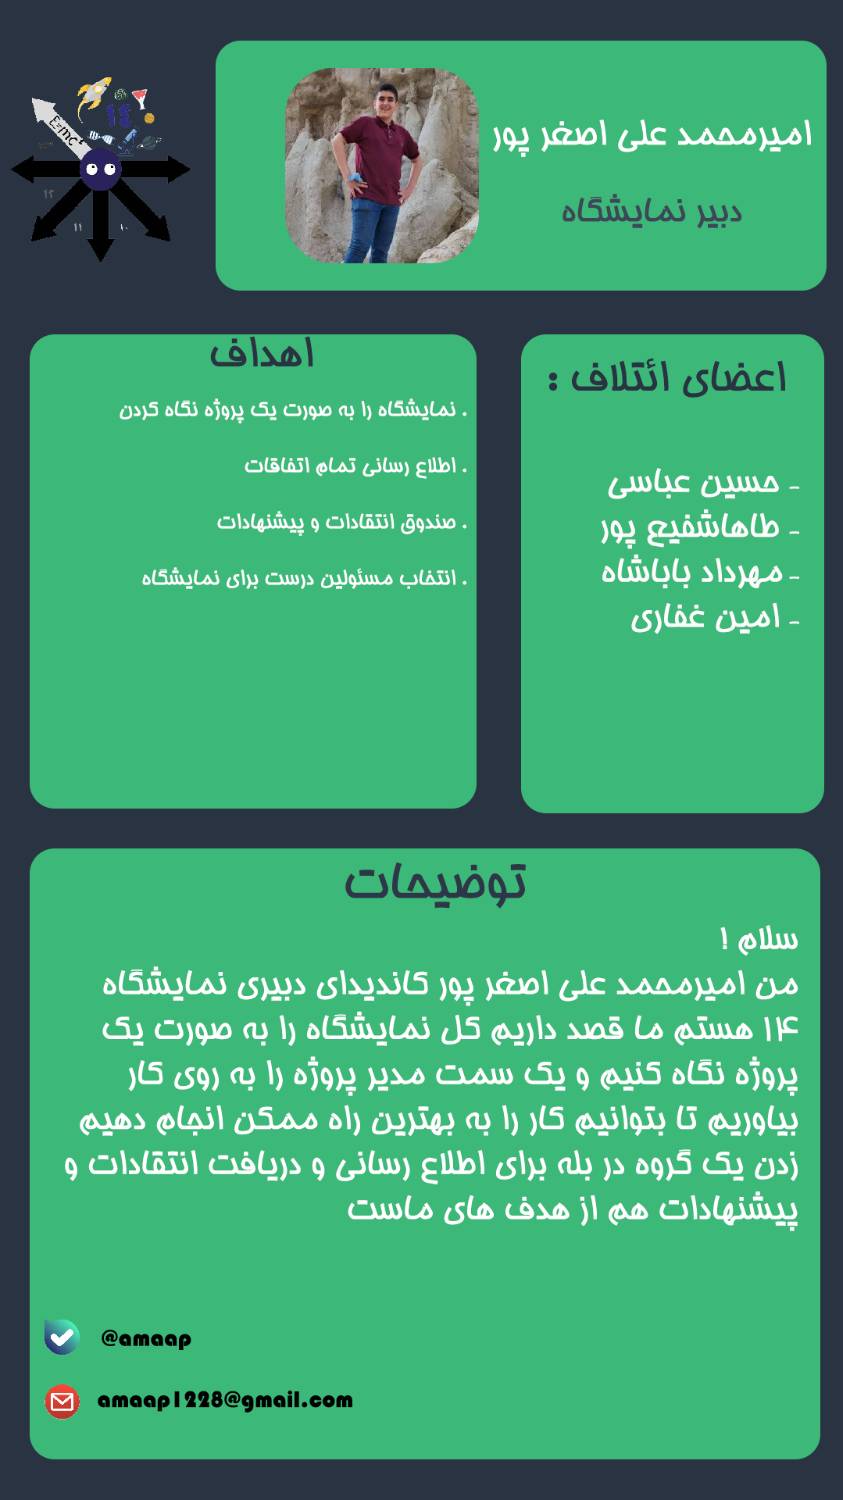 امیرمحمد علی اصغر پور
دبیر نمایشگاه
E=mc²
۱۴
۱۲
۱۱
۱۰
اعضای ائتلاف :
- حسین عباسی
- طاهاشفیع پور
- مهرداد باباشاه
- امین غفاری
اهداف
. نمایشگاه را به صورت یک پروژه نگاه کردن
. اطلاع رسانی تمام اتفاقات
. صندوق انتقادات و پیشنهادات
. انتخاب مسئولین درست برای نمایشگاه
توضیحات
سلام !
من امیرمحمد علی اصغر پور کاندیدای دبیری نمایشگاه
۱۴ هستم ما قصد داریم کل نمایشگاه را به صورت یک
پروژه نگاه کنیم و یک سمت مدیر پروژه را به روی کار
بیاوریم تا بتوانیم کار را به بهترین راه ممکن انجام دهیم
زدن یک گروه در بله برای اطلاع رسانی و دریافت انتقادات و
پیشنهادات هم از هدف های ماست
@amaap
amaap1228@gmail.com